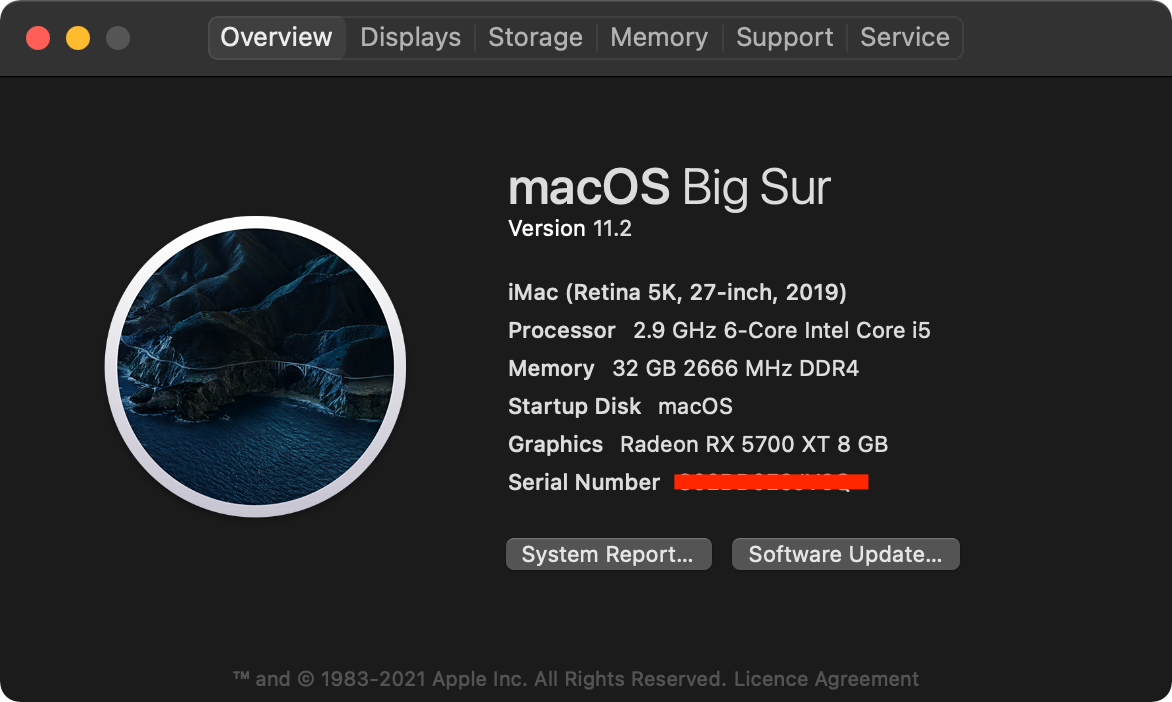 Overview Displays Storage Memory Support Service
macOS Big Sur
Version 11.2
iMac (Retina 5K, 27-inch, 2019)
Processor 2.9 GHz 6-Core Intel Core i5
Memory 32 GB 2666 MHz DDR4
Startup Disk macOS
Graphics Radeon RX 5700 XT 8 GB
Serial Number
System Report... Software Update...
™ and © 1983-2021 Apple Inc. All Rights Reserved. Licence Agreement